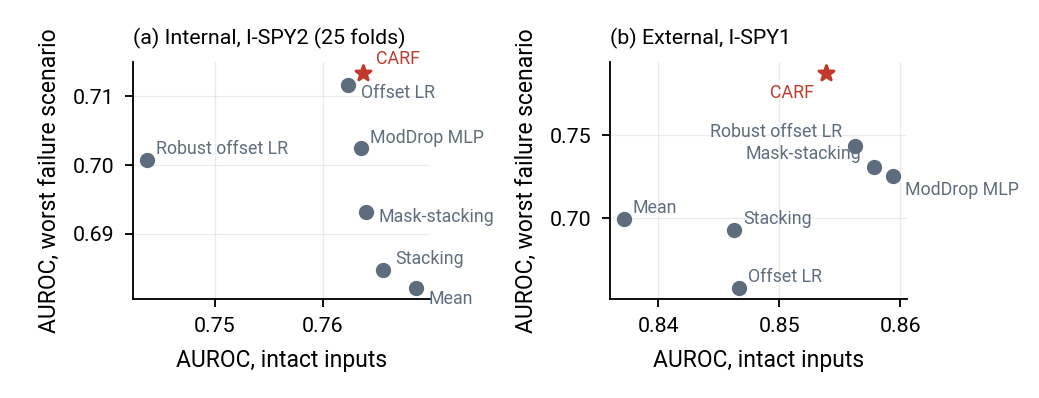 (a) Internal, I-SPY2 (25 folds)
AUROC, worst failure scenario
0.71
0.70
0.69
CARF
Offset LR
ModDrop MLP
Robust offset LR
Mask-stacking
Stacking
Mean
0.75
0.76
AUROC, intact inputs
(b) External, I-SPY1
AUROC, worst failure scenario
0.75
0.70
CARF
Robust offset LR
Mask-stacking
ModDrop MLP
Mean
Stacking
Offset LR
0.84
0.85
0.86
AUROC, intact inputs